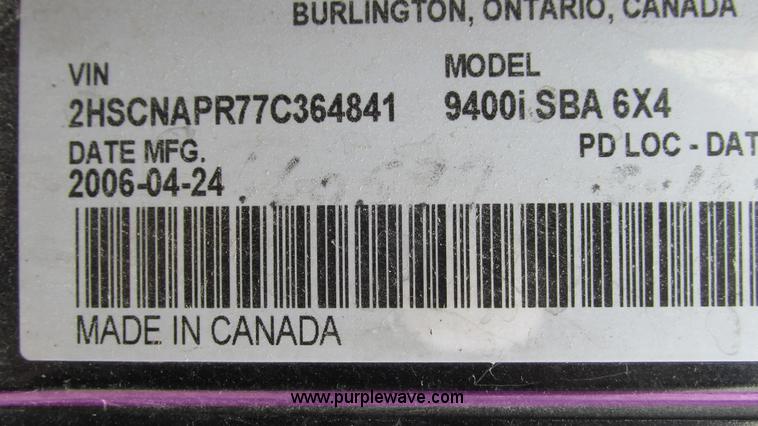 BURLINGTON, ONTARIO, CANADA
VIN MODEL
2HSCNAPR77C364841 9400i SBA 6X4
DATE MFG. PD LOC - DAT
2006-04-24
MADE IN CANADA
www.purplewave.com